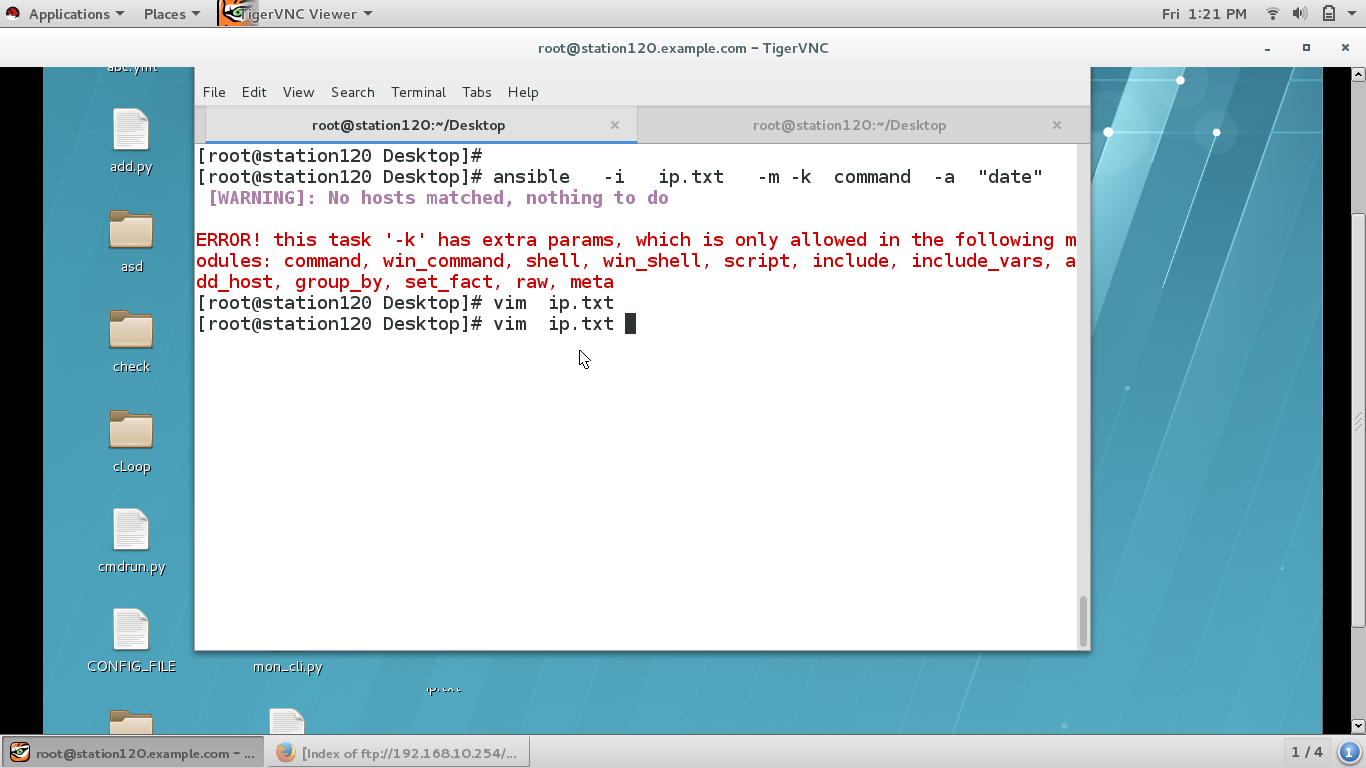 Applications Places TigerVNC Viewer Fri 1:21 PM
root@station120.example.com – TigerVNC
abc.yml
File Edit View Search Terminal Tabs Help
root@station120:~/Desktop × root@station120:~/Desktop ×
[root@station120 Desktop]#
[root@station120 Desktop]# ansible   -i   ip.txt   -m -k  command  -a  "date"
[WARNING]: No hosts matched, nothing to do
ERROR! this task '-k' has extra params, which is only allowed in the following m
odules: command, win_command, shell, win_shell, script, include, include_vars, a
dd_host, group_by, set_fact, raw, meta
[root@station120 Desktop]# vim  ip.txt
[root@station120 Desktop]# vim  ip.txt
add.py
asd
check
cLoop
cmdrun.py
CONFIG_FILE
mon_cli.py
ip.txt
root@station120.example.com – ...
[Index of ftp://192.168.10.254/...
1 / 4
1